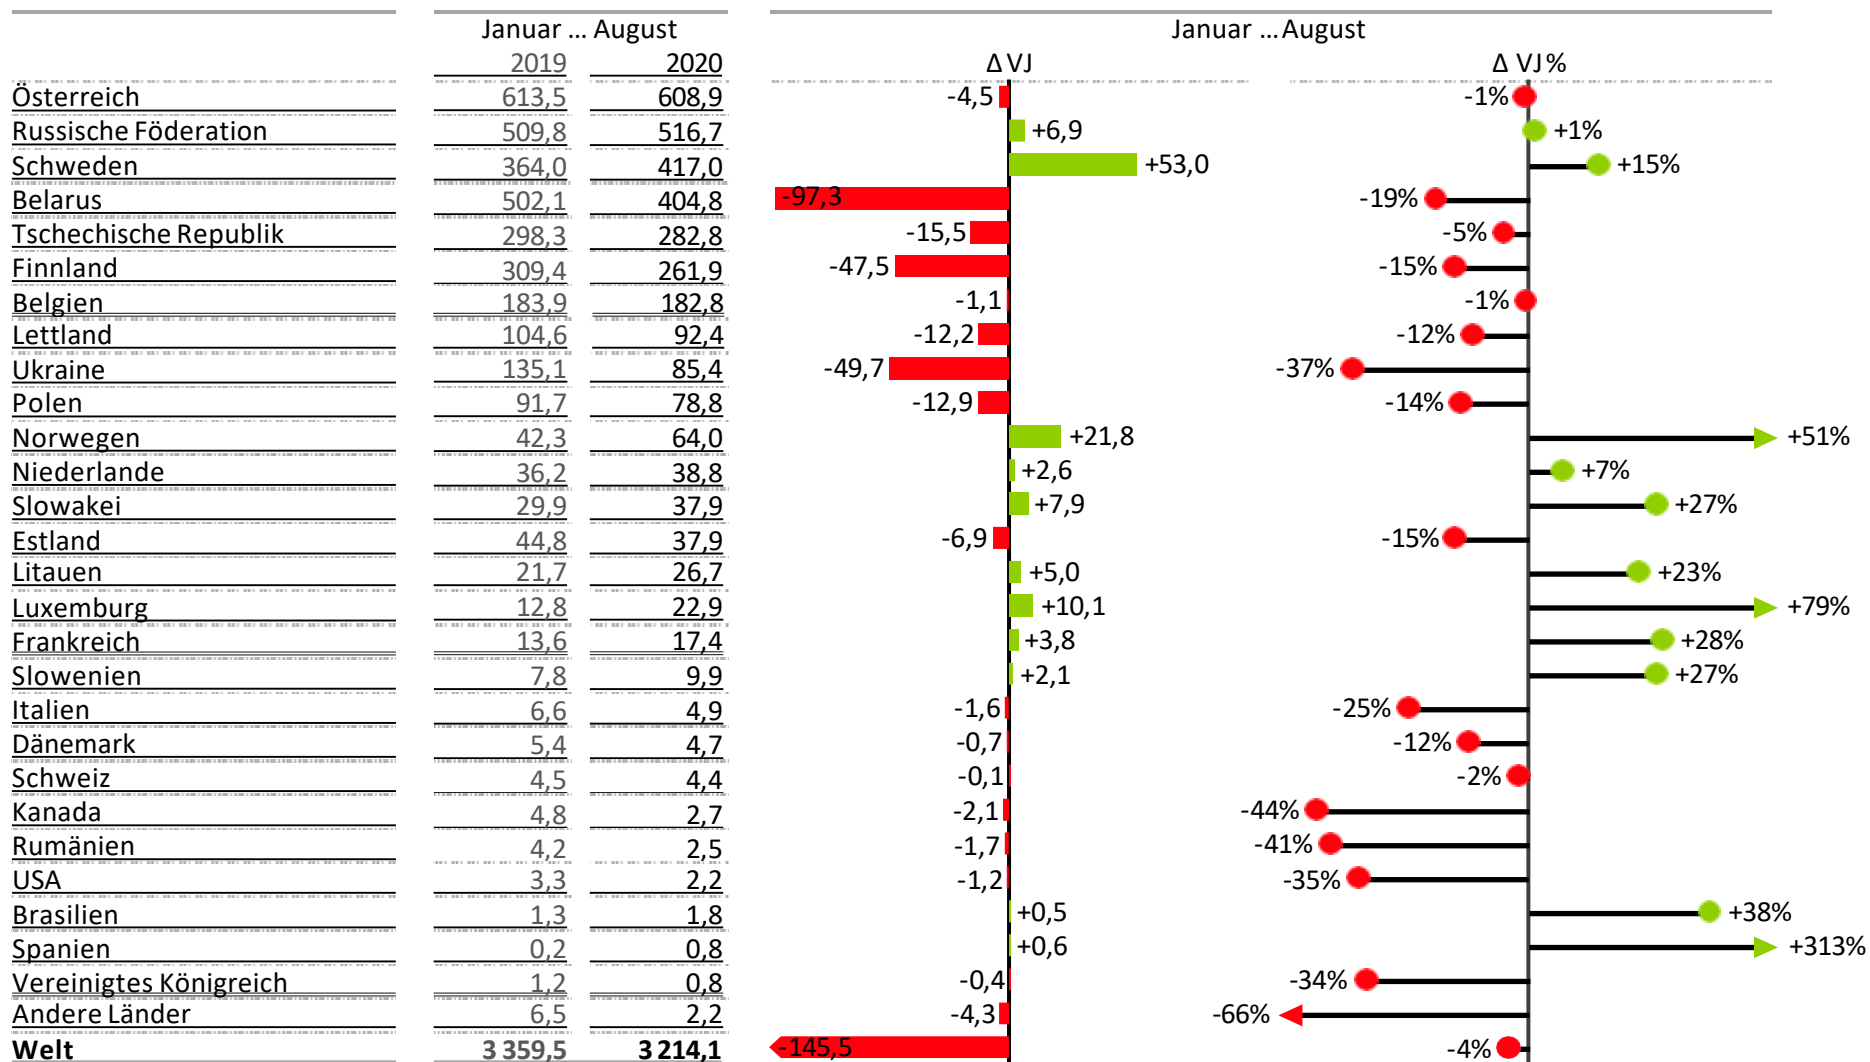 Januar ... August Januar ... August
2019 2020 Δ VJ Δ VJ %
Österreich 613,5 608,9 -4,5 -1%
Russische Föderation 509,8 516,7 +6,9 +1%
Schweden 364,0 417,0 +53,0 +15%
Belarus 502,1 404,8 -97,3 -19%
Tschechische Republik 298,3 282,8 -15,5 -5%
Finnland 309,4 261,9 -47,5 -15%
Belgien 183,9 182,8 -1,1 -1%
Lettland 104,6 92,4 -12,2 -12%
Ukraine 135,1 85,4 -49,7 -37%
Polen 91,7 78,8 -12,9 -14%
Norwegen 42,3 64,0 +21,8 +51%
Niederlande 36,2 38,8 +2,6 +7%
Slowakei 29,9 37,9 +7,9 +27%
Estland 44,8 37,9 -6,9 -15%
Litauen 21,7 26,7 +5,0 +23%
Luxemburg 12,8 22,9 +10,1 +79%
Frankreich 13,6 17,4 +3,8 +28%
Slowenien 7,8 9,9 +2,1 +27%
Italien 6,6 4,9 -1,6 -25%
Dänemark 5,4 4,7 -0,7 -12%
Schweiz 4,5 4,4 -0,1 -2%
Kanada 4,8 2,7 -2,1 -44%
Rumänien 4,2 2,5 -1,7 -41%
USA 3,3 2,2 -1,2 -35%
Brasilien 1,3 1,8 +0,5 +38%
Spanien 0,2 0,8 +0,6 +313%
Vereinigtes Königreich 1,2 0,8 -0,4 -34%
Andere Länder 6,5 2,2 -4,3 -66%
Welt 3 359,5 3 214,1 -145,5 -4%